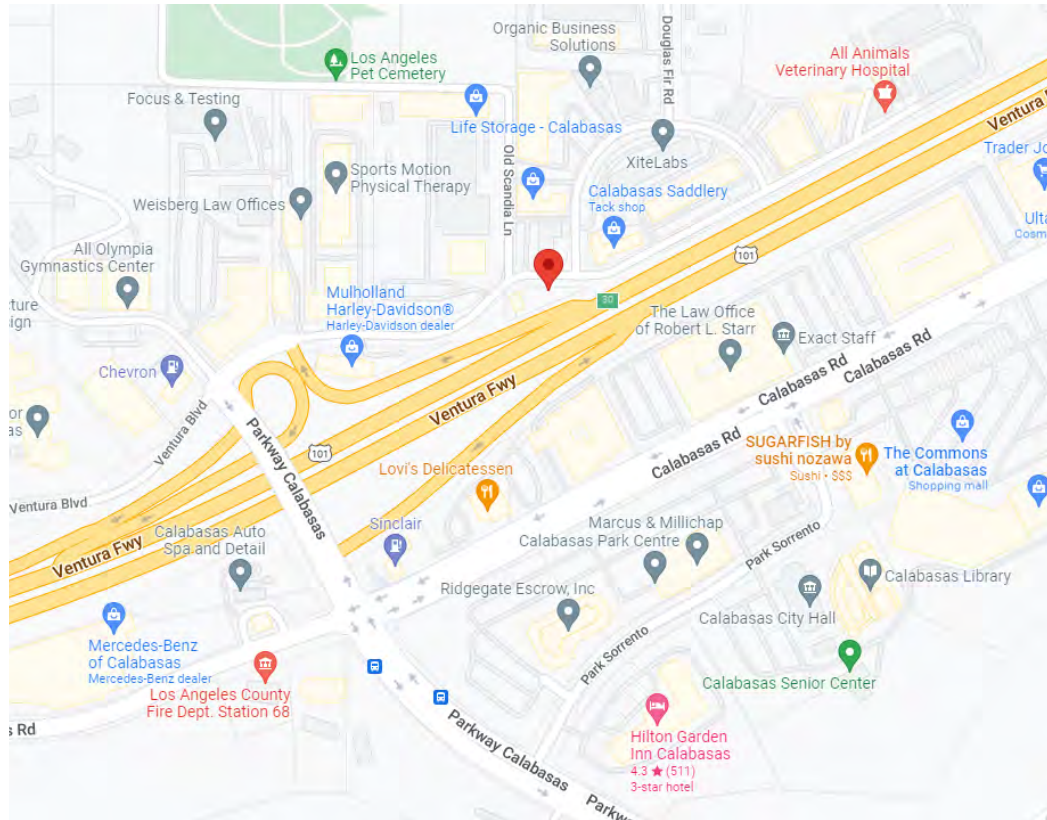 Organic Business
Solutions
Douglas Fir Rd
All Animals
Veterinary Hospital
Los Angeles
Pet Cemetery
Focus & Testing
Life Storage - Calabasas
Ventura
XiteLabs
Trader Jo
Old Scandia Ln
Sports Motion
Physical Therapy
Calabasas Saddlery
Tack shop
Weisberg Law Offices
Ulta
Cosm
All Olympia
Gymnastics Center
101
ture
sign
Mulholland
Harley-Davidson®
Harley-Davidson dealer
30
The Law Office
of Robert L. Starr
Exact Staff
Calabasas Rd
Chevron
Ventura Fwy
Calabasas Rd
or
as
Ventura Blvd
Parkway Calabasas
101
Calabasas Rd
SUGARFISH by
sushi nozawa
Sushi • $$$
The Commons
at Calabasas
Shopping mall
Lovi's Delicatessen
Ventura Blvd
Sinclair
Marcus & Millichap
Calabasas Park Centre
Park Sorrento
Calabasas Auto
Spa and Detail
Ventura Fwy
Ridgegate Escrow, Inc
Calabasas Library
Calabasas City Hall
Mercedes-Benz
of Calabasas
Mercedes-Benz dealer
Park Sorrento
Calabasas Senior Center
Los Angeles County
Fire Dept. Station 68
s Rd
Parkway Calabasas
Hilton Garden
Inn Calabasas
4.3 ★ (511)
3-star hotel
Parkw